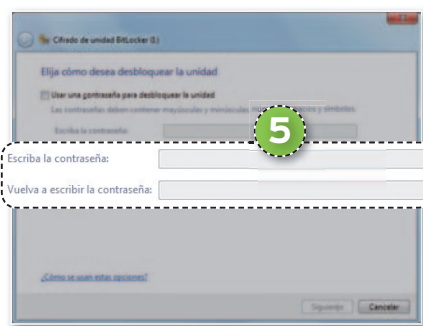 Cifrado de unidad BitLocker (I:)
Elija cómo desea desbloquear la unidad
Usar una contraseña para desbloquear la unidad
Las contraseñas deben contener mayúsculas y minúsculas, espacios y símbolos.
Escriba la contraseña:
5
Escriba la contraseña:
Vuelva a escribir la contraseña:
¿Cómo se usan estas opciones?
Siguiente
Cancelar